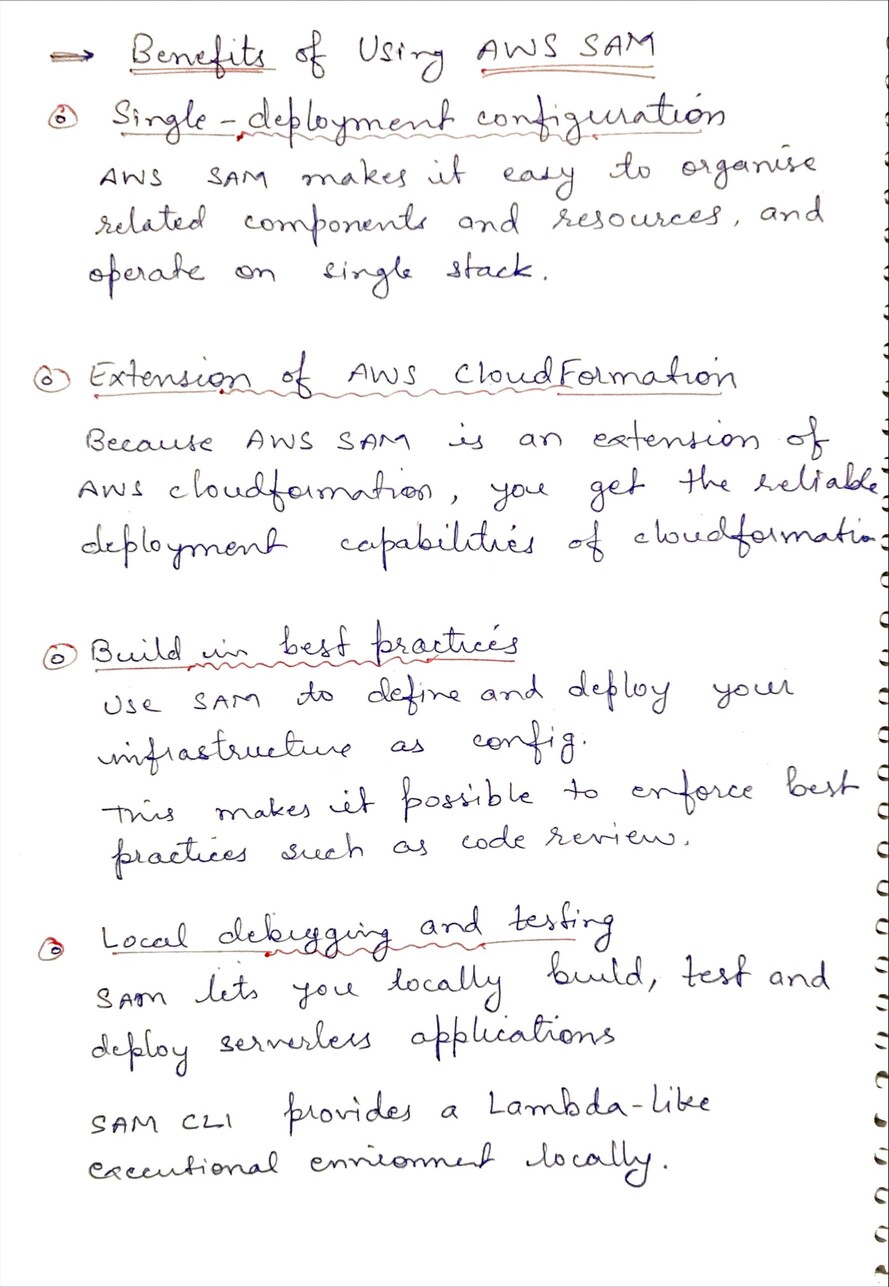 → Benefits of Using AWS SAM
Single-deployment configuration
AWS SAM makes it easy to organise
related components and resources, and
operate on single stack.
Extension of AWS CloudFormation
Because AWS SAM is an extension of
AWS cloudformation, you get the reliable
deployment capabilities of cloudformatio
Build in best practices
Use SAM to define and deploy your
infrastructure as config.
This makes it possible to enforce best
practices such as code review.
Local debugging and testing
SAM lets you locally build, test and
deploy serverless applications
SAM CLI provides a Lambda-like
executional environment locally.